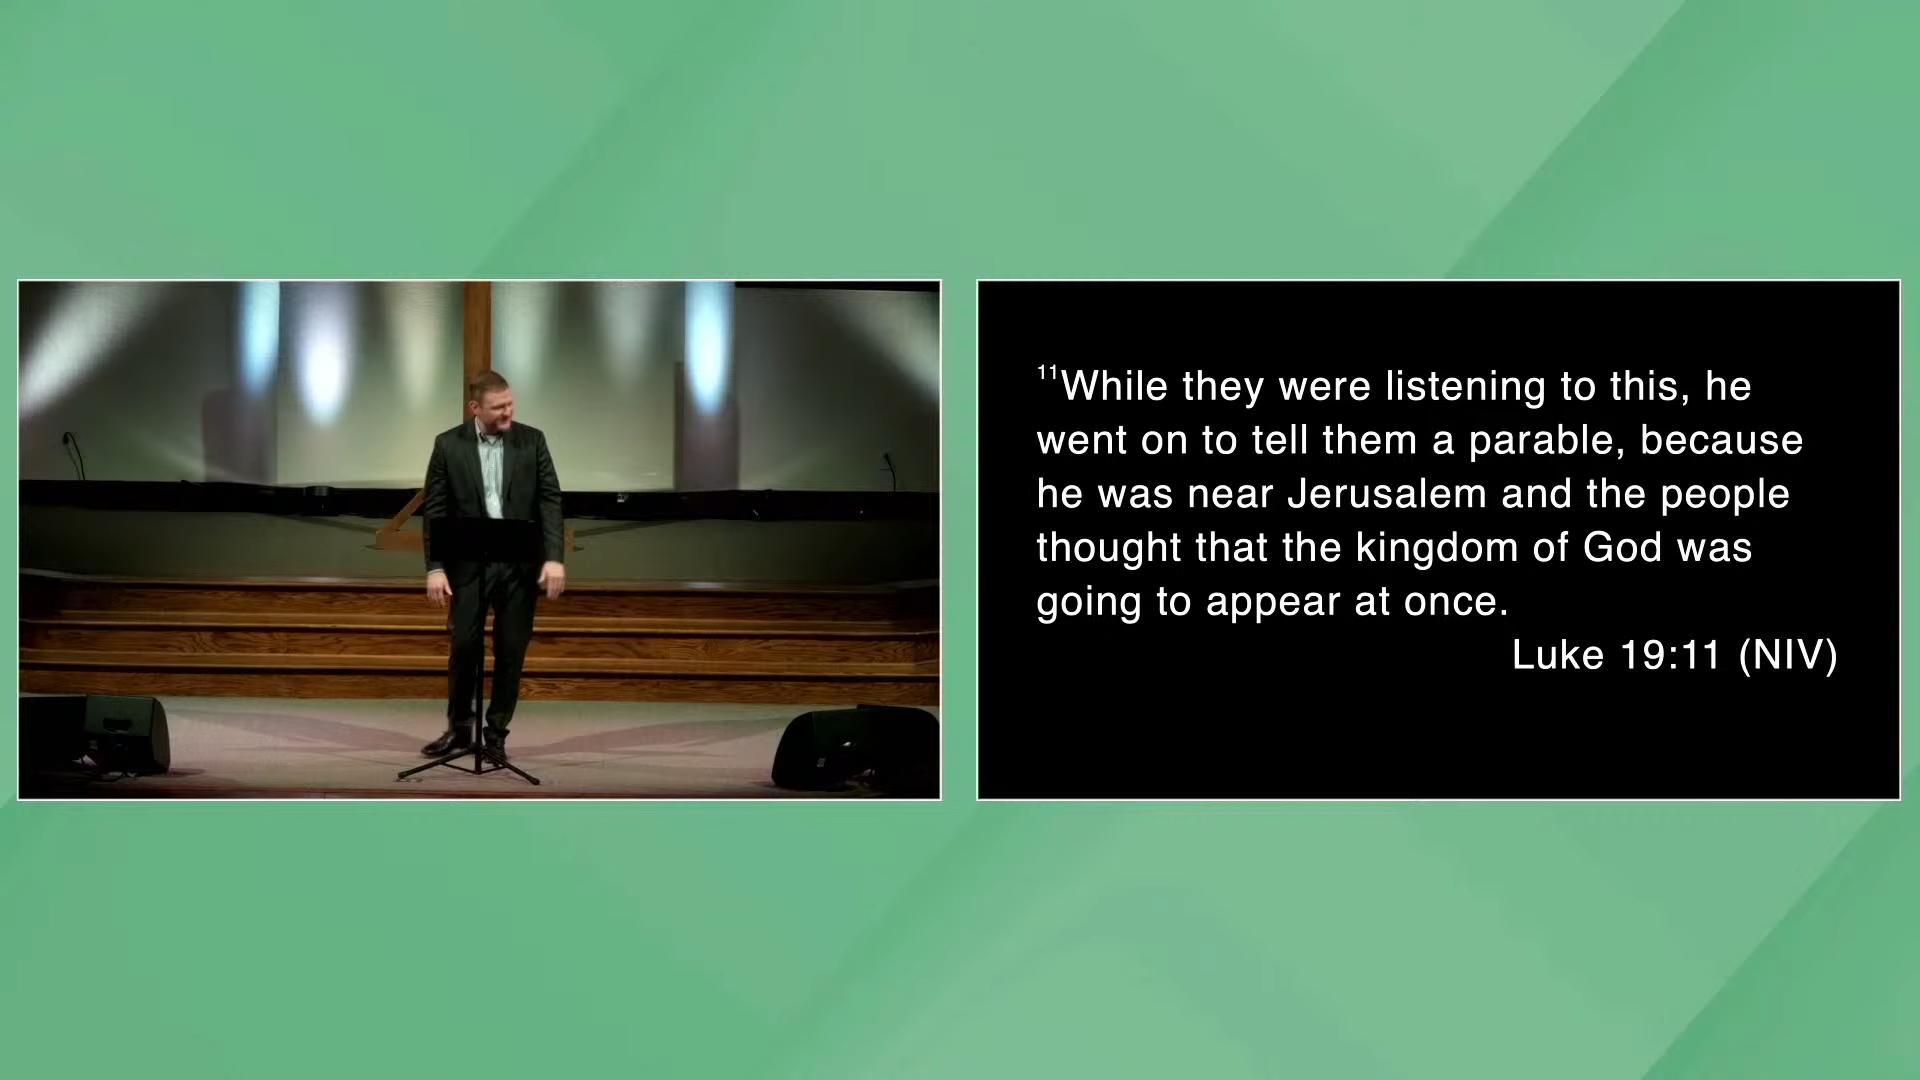 11While they were listening to this, he
went on to tell them a parable, because
he was near Jerusalem and the people
thought that the kingdom of God was
going to appear at once.
Luke 19:11 (NIV)